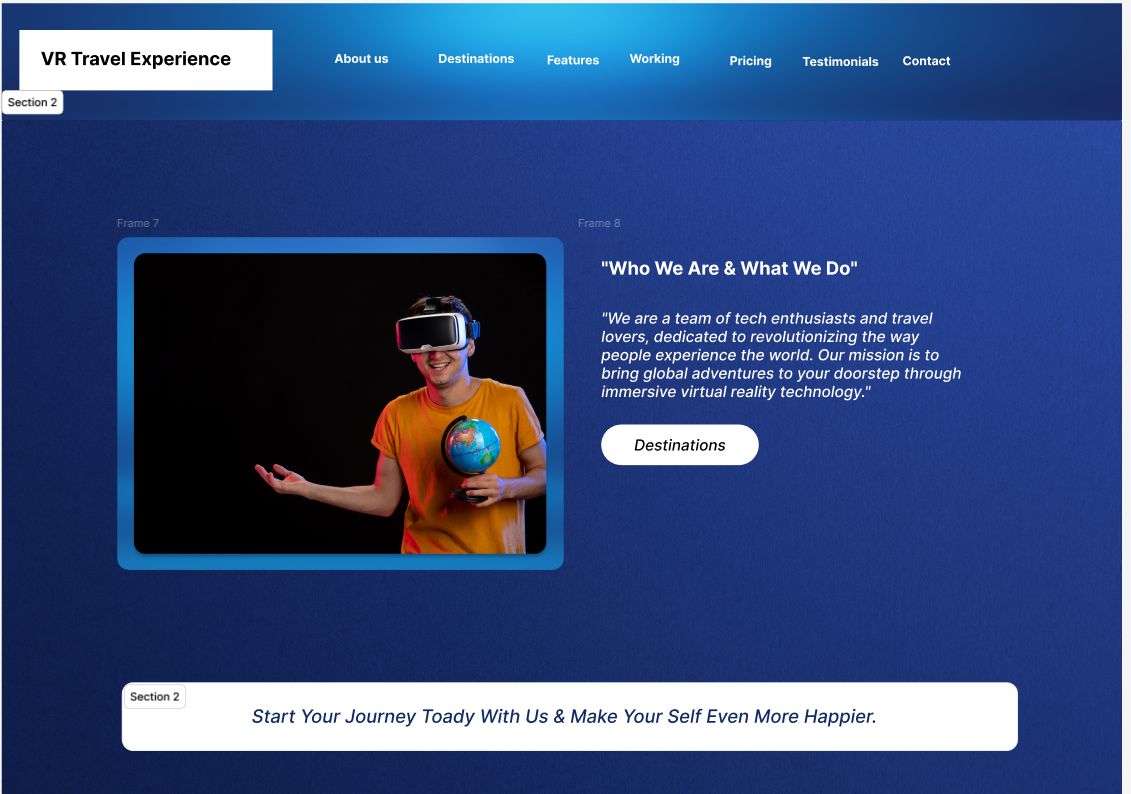 VR Travel Experience
About us
Destinations
Features
Working
Pricing
Testimonials
Contact
Section 2
Frame 7
Frame 8
"Who We Are & What We Do"
"We are a team of tech enthusiasts and travel
lovers, dedicated to revolutionizing the way
people experience the world. Our mission is to
bring global adventures to your doorstep through
immersive virtual reality technology."
Destinations
Section 2
Start Your Journey Toady With Us & Make Your Self Even More Happier.